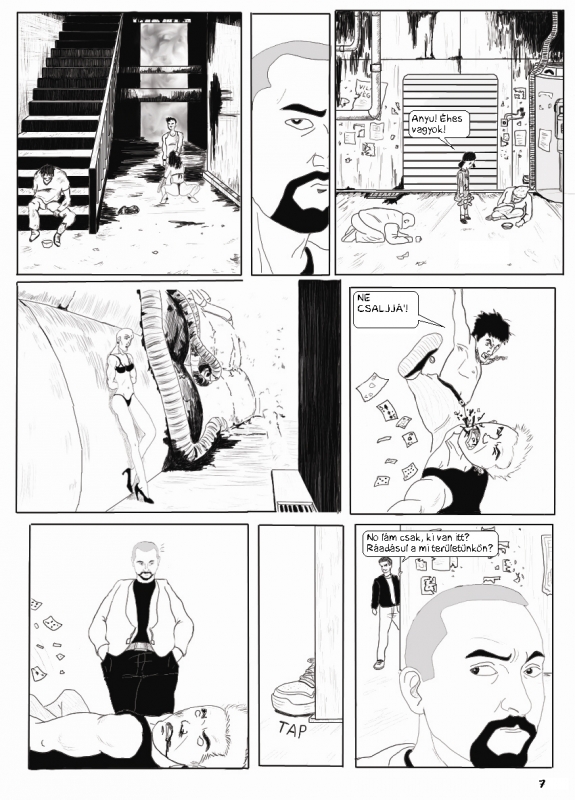 Anyu! Éhes
vagyok!
NE
CSALJJÁ'!
No lám csak, ki van itt?
Ráadásul a mi területünkön?
TAP
7